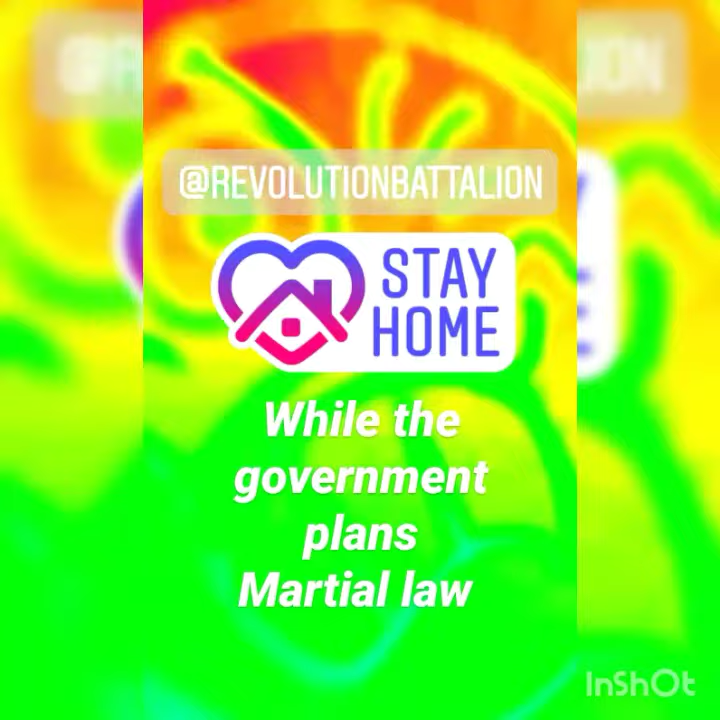 @REVOLUTIONBATTALION
STAY
HOME
While the
government
plans
Martial law
InShOt